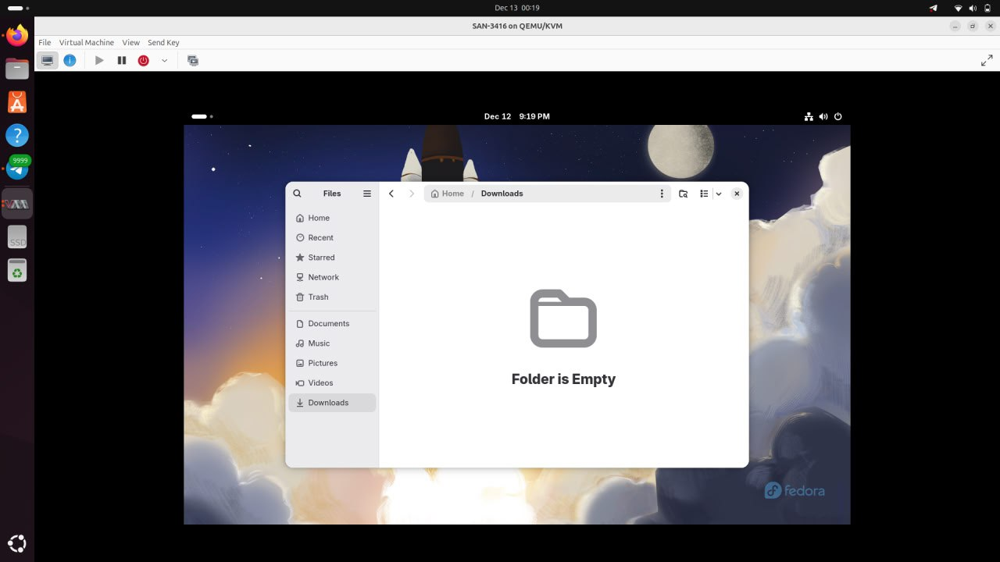 Dec 13 00:19
SAN-3416 on QEMU/KVM
File Virtual Machine View Send Key
Dec 12 9:19 PM
Files
Home / Downloads
Home
Recent
Starred
Network
Trash
Documents
Music
Pictures
Videos
Downloads
Folder is Empty
fedora
9999
SSD